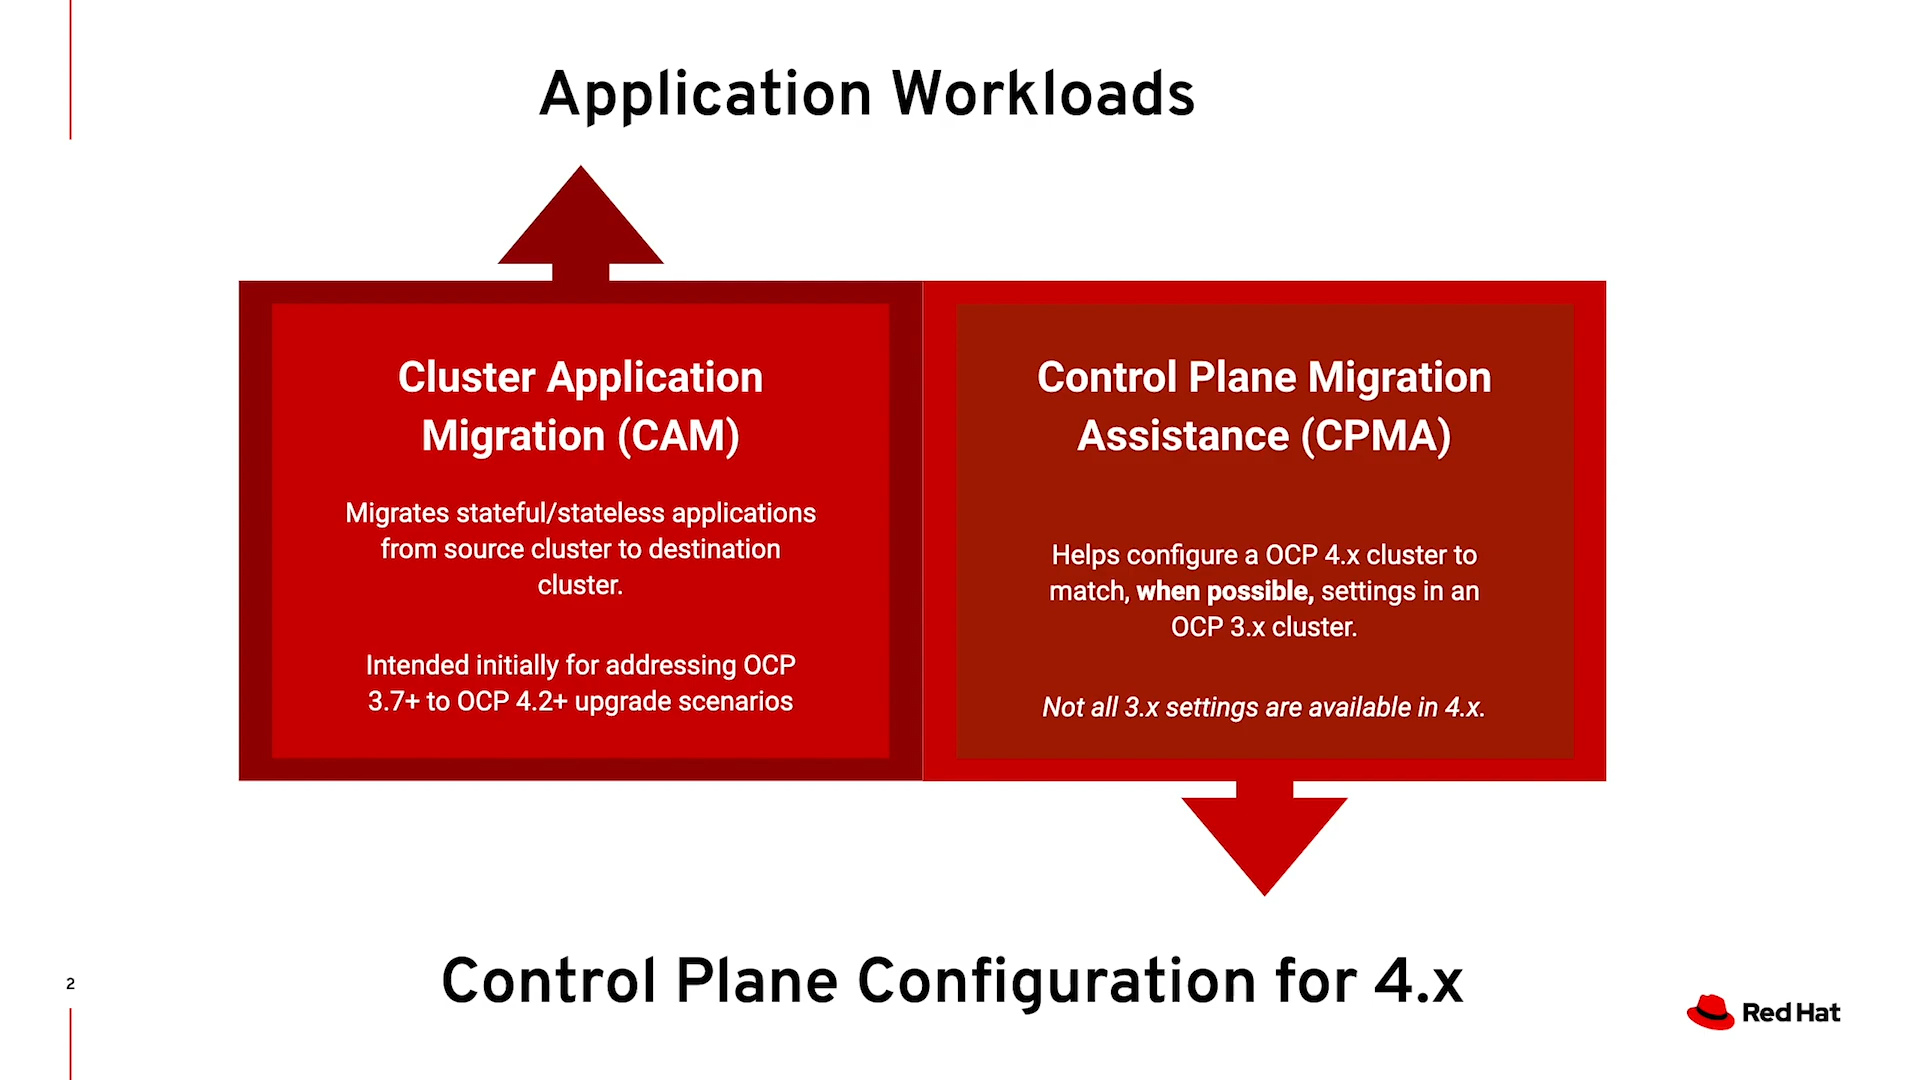 Application Workloads
Cluster Application
Migration (CAM)
Migrates stateful/stateless applications
from source cluster to destination
cluster.
Intended initially for addressing OCP
3.7+ to OCP 4.2+ upgrade scenarios
Control Plane Migration
Assistance (CPMA)
Helps configure a OCP 4.x cluster to
match, when possible, settings in an
OCP 3.x cluster.
Not all 3.x settings are available in 4.x.
Control Plane Configuration for 4.x
2
Red Hat